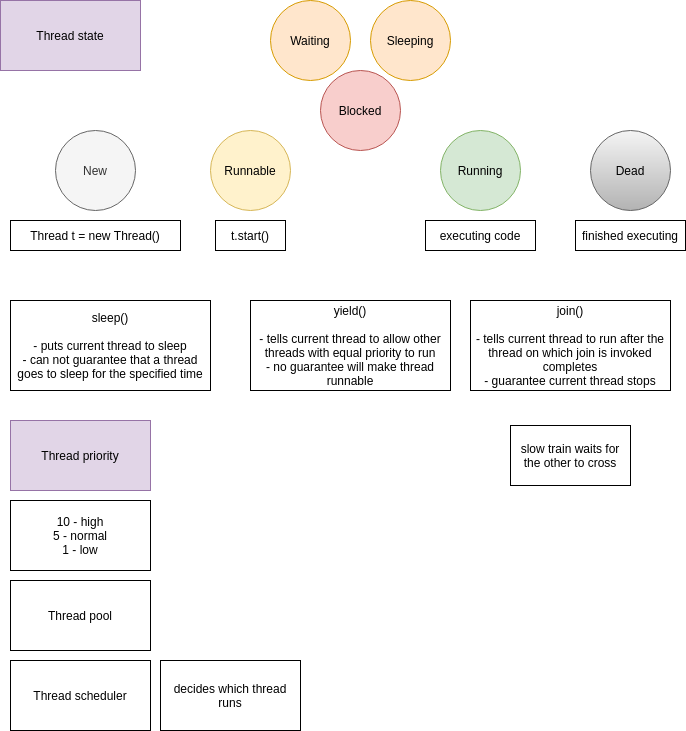 Thread state
Waiting
Sleeping
Blocked
New
Runnable
Running
Dead
Thread t = new Thread()
t.start()
executing code
finished executing
sleep()
- puts current thread to sleep
- can not guarantee that a thread
goes to sleep for the specified time
yield()
- tells current thread to allow other
threads with equal priority to run
- no guarantee will make thread
runnable
join()
- tells current thread to run after the
thread on which join is invoked
completes
- guarantee current thread stops
Thread priority
slow train waits for
the other to cross
10 - high
5 - normal
1 - low
Thread pool
Thread scheduler
decides which thread
runs